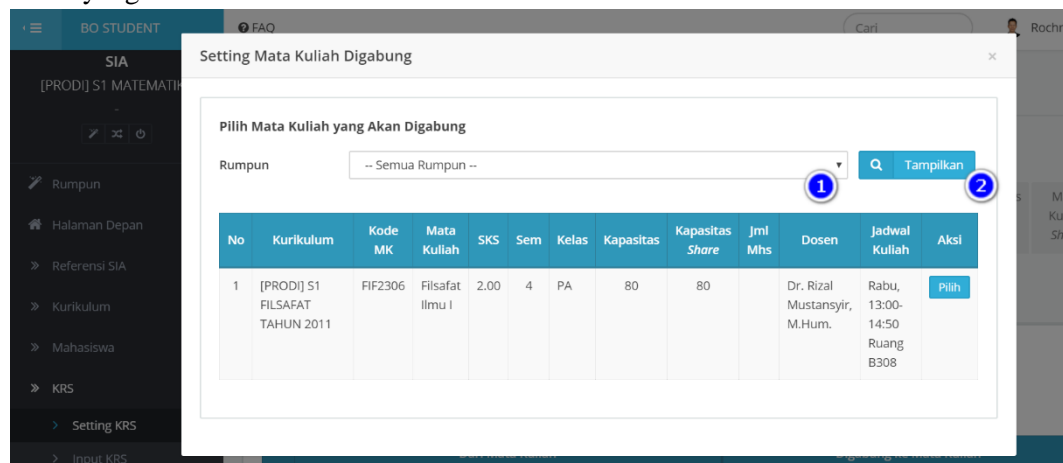 BO STUDENT
FAQ
Cari
Rochm
SIA
[PRODI] S1 MATEMATIK
-
Setting Mata Kuliah Digabung
×
Pilih Mata Kuliah yang Akan Digabung
Rumpun
-- Semua Rumpun --
Tampilkan
1
2
No Kurikulum Kode MK Mata Kuliah SKS Sem Kelas Kapasitas Kapasitas Share Jml Mhs Dosen Jadwal Kuliah Aksi
1 [PRODI] S1 FILSAFAT TAHUN 2011 FIF2306 Filsafat Ilmu I 2.00 4 PA 80 80 Dr. Rizal Mustansyir, M.Hum. Rabu, 13:00-14:50 Ruang B308 Pilih
Rumpun
Halaman Depan
Referensi SIA
Kurikulum
Mahasiswa
KRS
Setting KRS
Input KRS